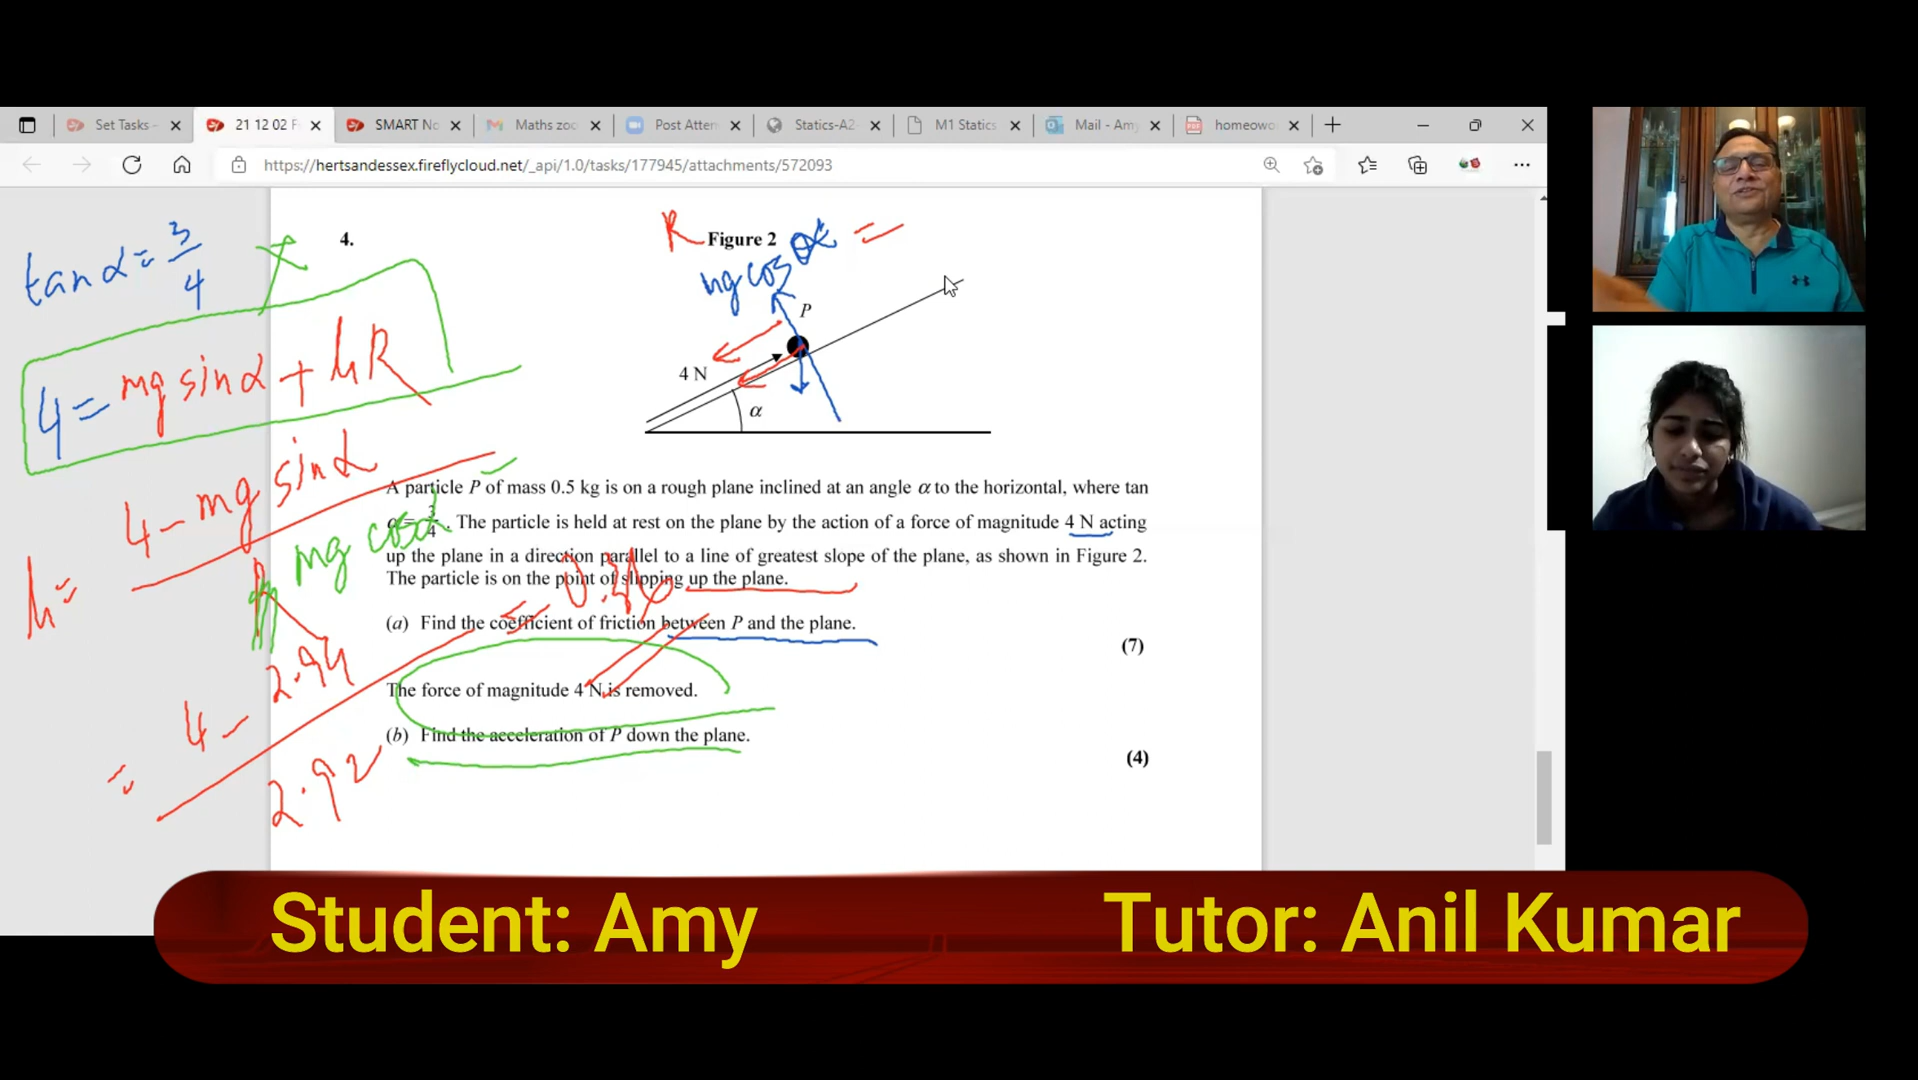 Set Tasks -
21 12 02 F
SMART No
Maths zoo
Post Atten
Statics-A2-
M1 Statics
Mail - Am
homeowo
https://hertsandessex.fireflycloud.net/_api/1.0/tasks/177945/attachments/572093
tan α = 3/4
4.
R
Figure 2
=
mg cos α
P
4 N
α
4 = mg sin α + μR
A particle P of mass 0.5 kg is on a rough plane inclined at an angle α to the horizontal, where tan
α = 3/4. The particle is held at rest on the plane by the action of a force of magnitude 4 N acting
up the plane in a direction parallel to a line of greatest slope of the plane, as shown in Figure 2.
The particle is on the point of slipping up the plane.
μ = 4 - mg sin α
mg cos α
(a) Find the coefficient of friction between P and the plane.
(7)
The force of magnitude 4 N is removed.
(b) Find the acceleration of P down the plane.
(4)
= 4 - 2.94
2.92
Student: Amy
Tutor: Anil Kumar